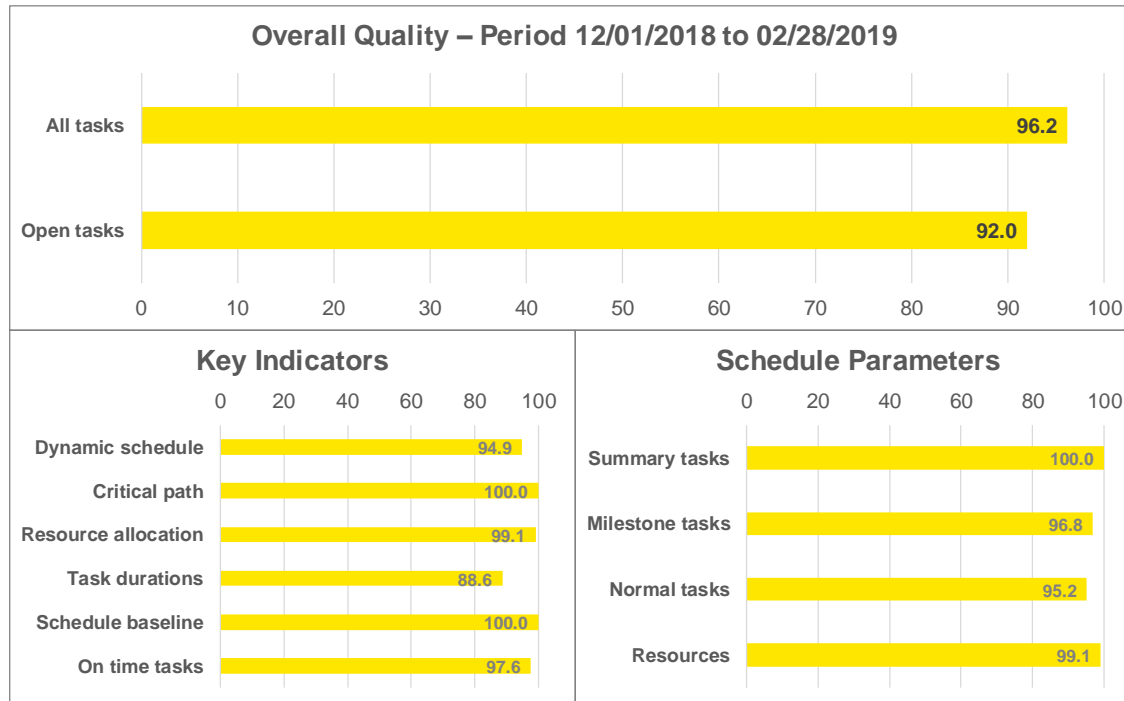 Overall Quality – Period 12/01/2018 to 02/28/2019
All tasks
96.2
Open tasks
92.0
0 10 20 30 40 50 60 70 80 90 100
Key Indicators
0 20 40 60 80 100
Dynamic schedule
94.9
Critical path
100.0
Resource allocation
99.1
Task durations
88.6
Schedule baseline
100.0
On time tasks
97.6
Schedule Parameters
0 20 40 60 80 100
Summary tasks
100.0
Milestone tasks
96.8
Normal tasks
95.2
Resources
99.1